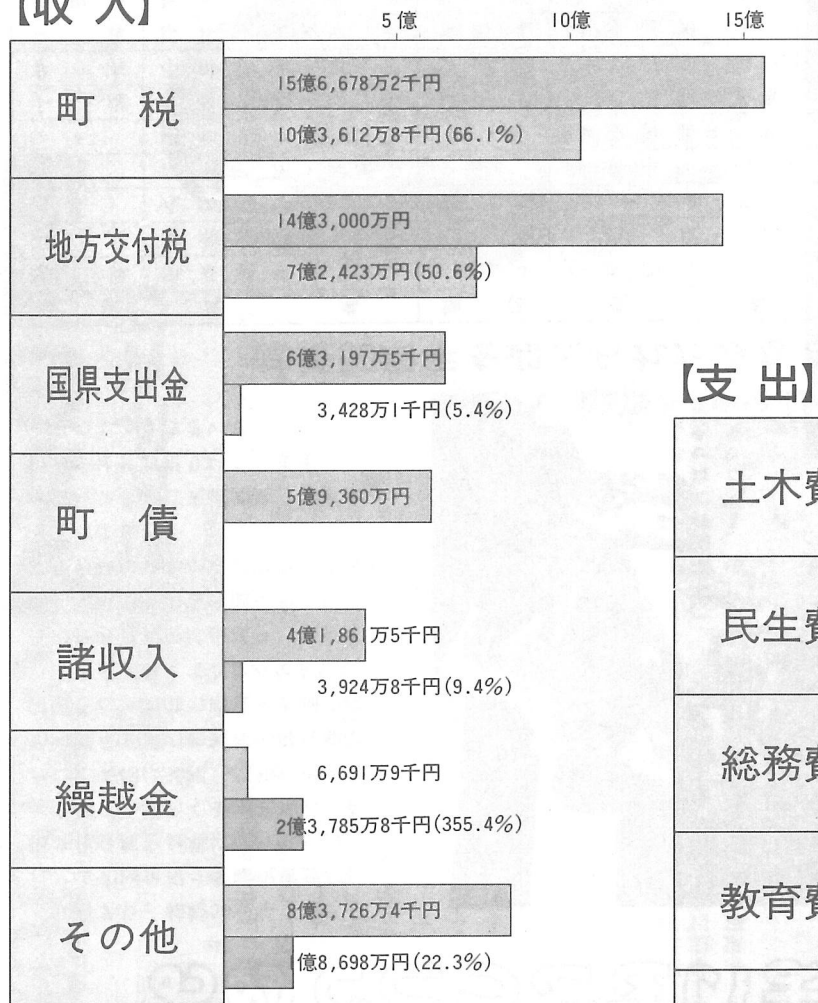 【収 入】
5億 10億 15億
町 税
15億6,678万2千円
10億3,612万8千円(66.1%)
地方交付税
14億3,000万円
7億2,423万円(50.6%)
国県支出金
6億3,197万5千円
3,428万1千円(5.4%)
町 債
5億9,360万円
諸収入
4億1,861万5千円
3,924万8千円(9.4%)
繰越金
6,691万9千円
2億3,785万8千円(355.4%)
その他
8億3,726万4千円
1億8,698万円(22.3%)
【支 出】
土木費
民生費
総務費
教育費